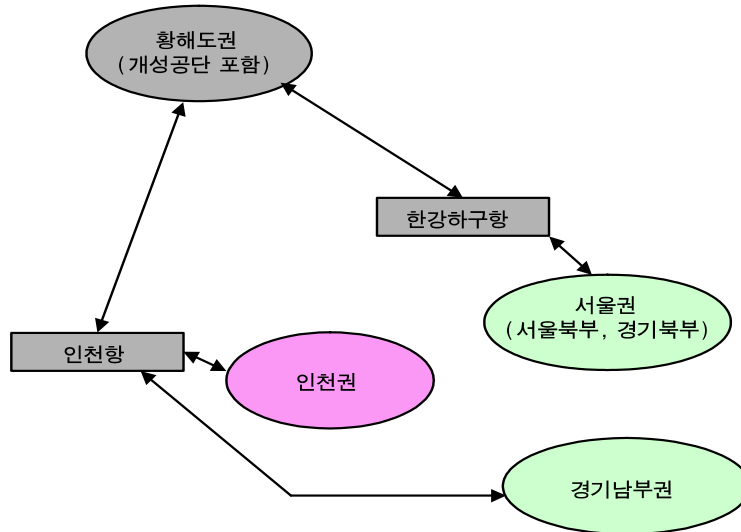 황해도권
(개성공단 포함)
한강하구항
서울권
(서울북부, 경기북부)
인천항
인천권
경기남부권